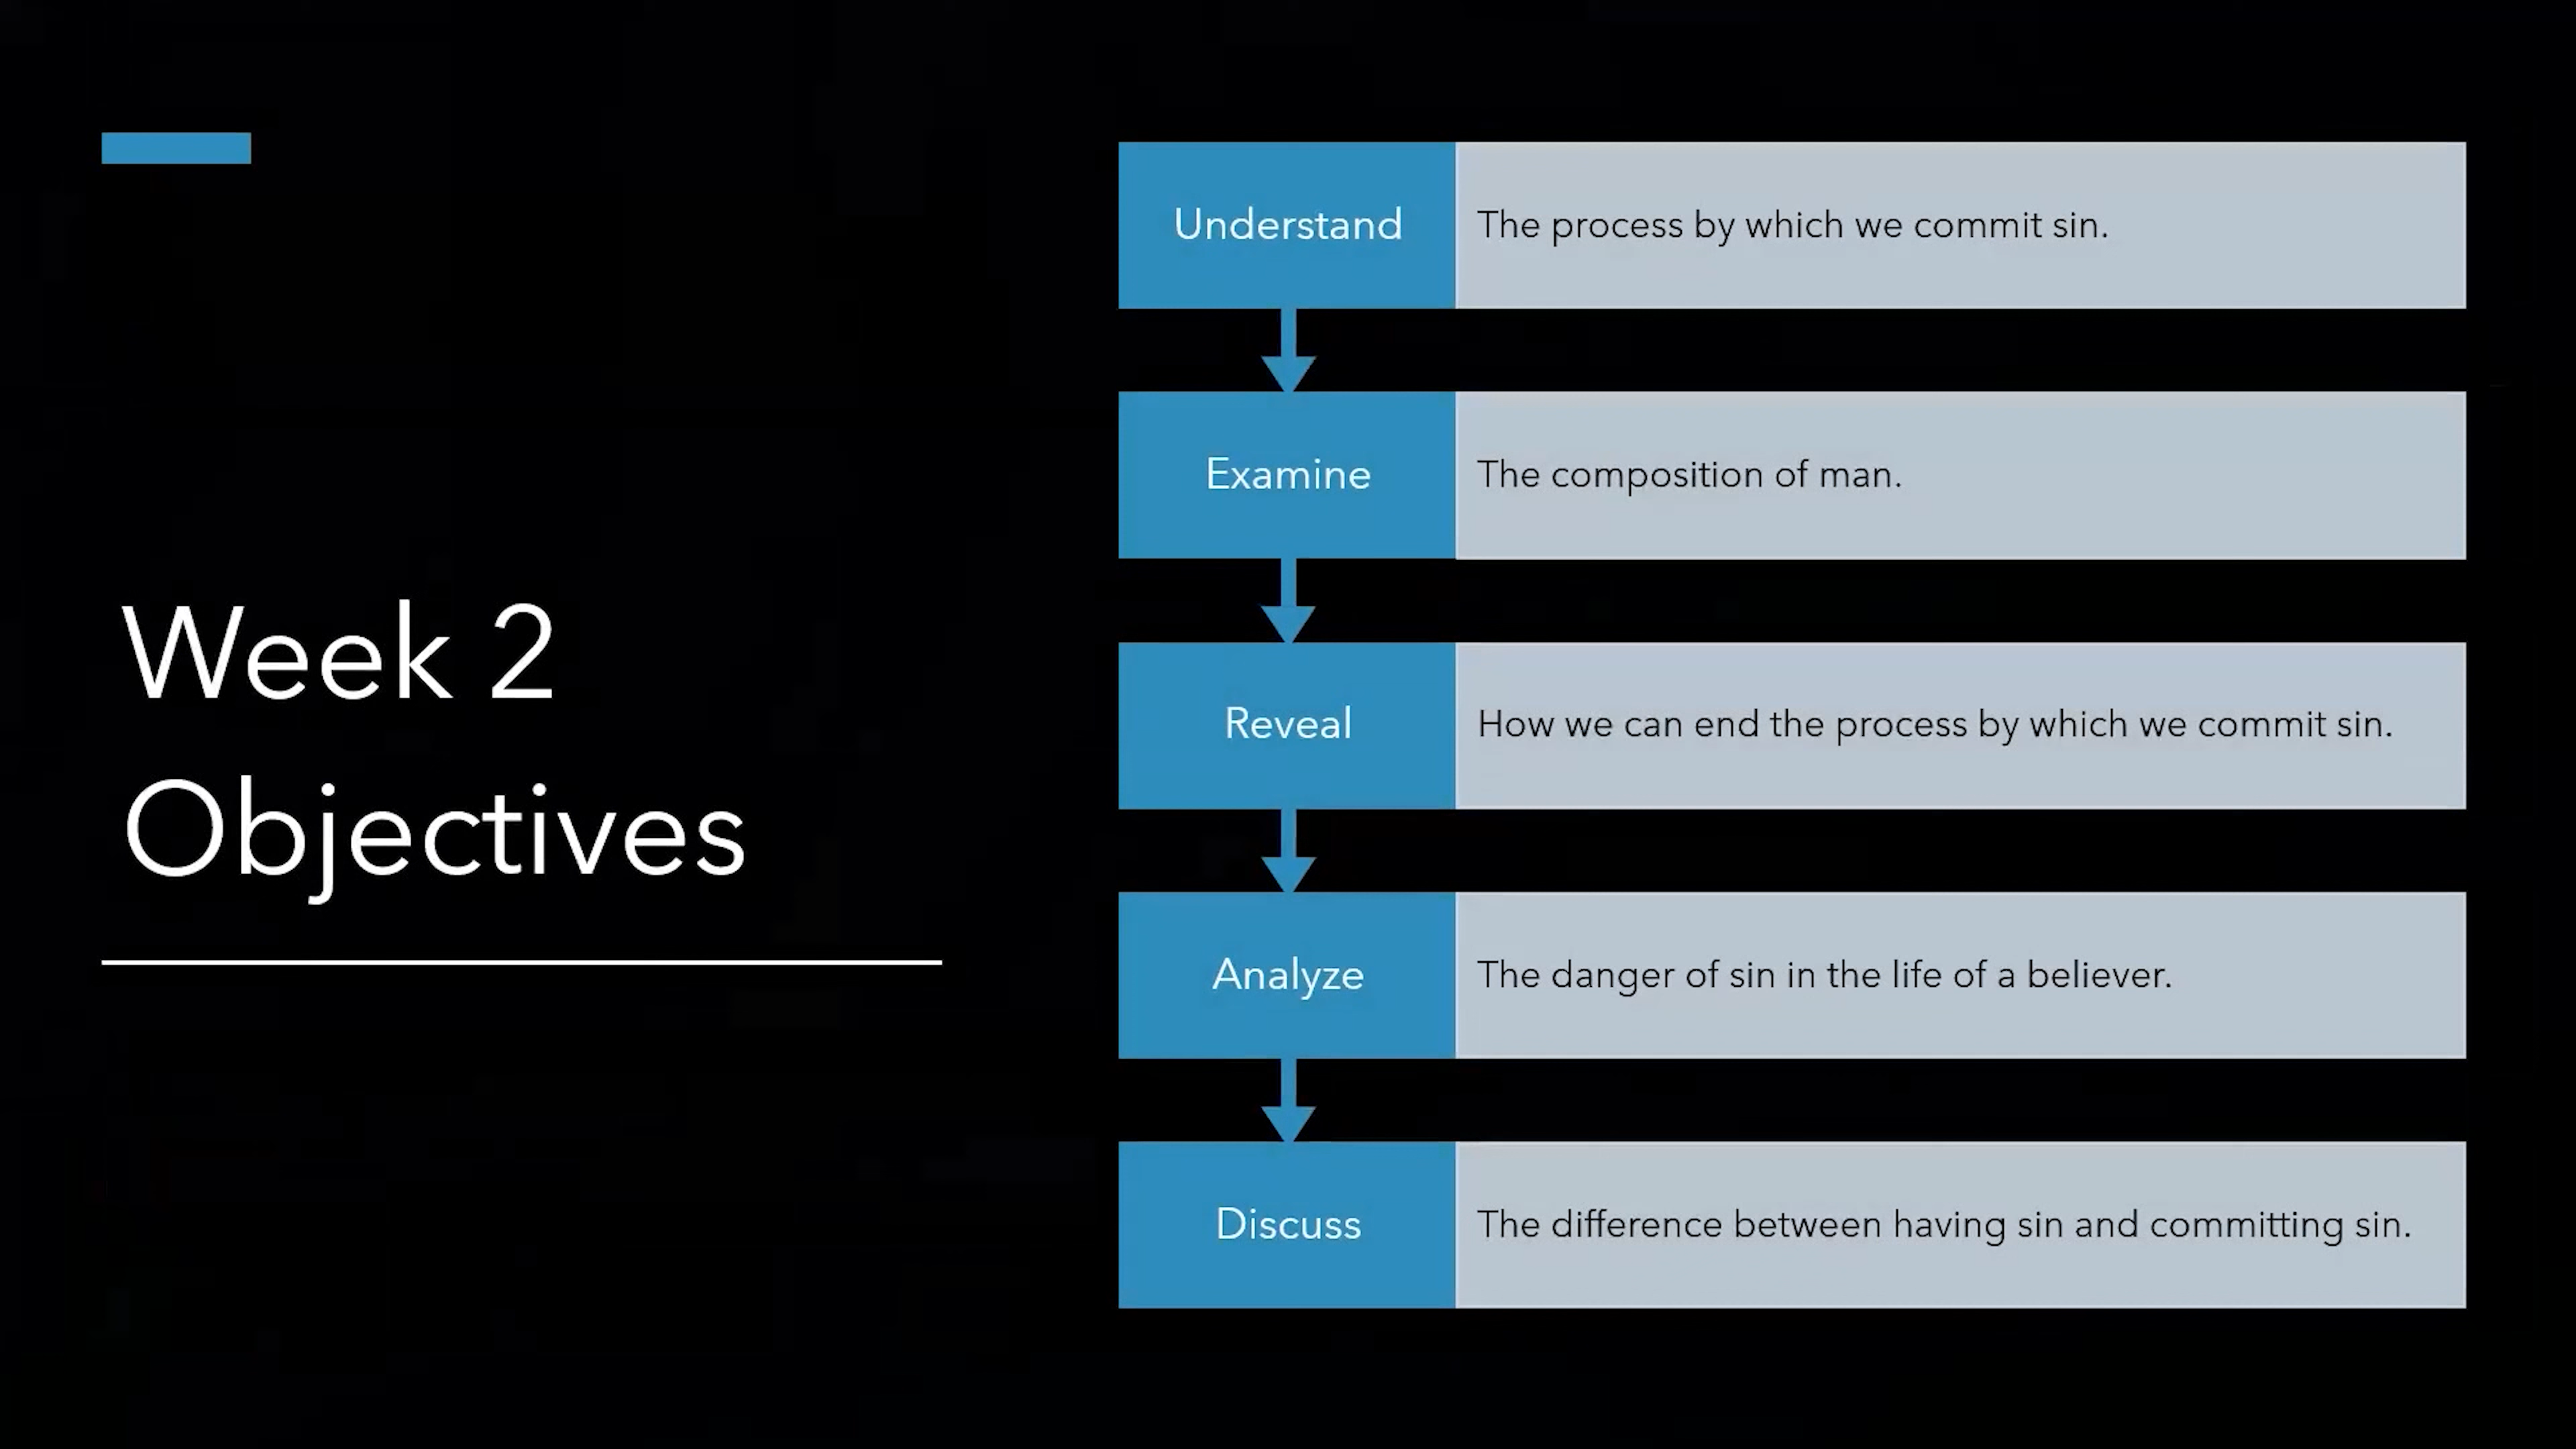 Week 2
Objectives
Understand
The process by which we commit sin.
Examine
The composition of man.
Reveal
How we can end the process by which we commit sin.
Analyze
The danger of sin in the life of a believer.
Discuss
The difference between having sin and committing sin.